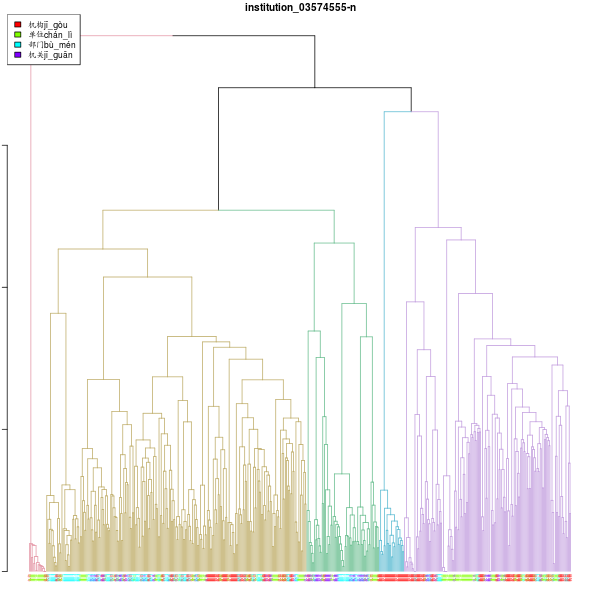 institution_03574555-n
机构jī_gòu
单位chán_lì
部门bù_mén
机关jī_guān